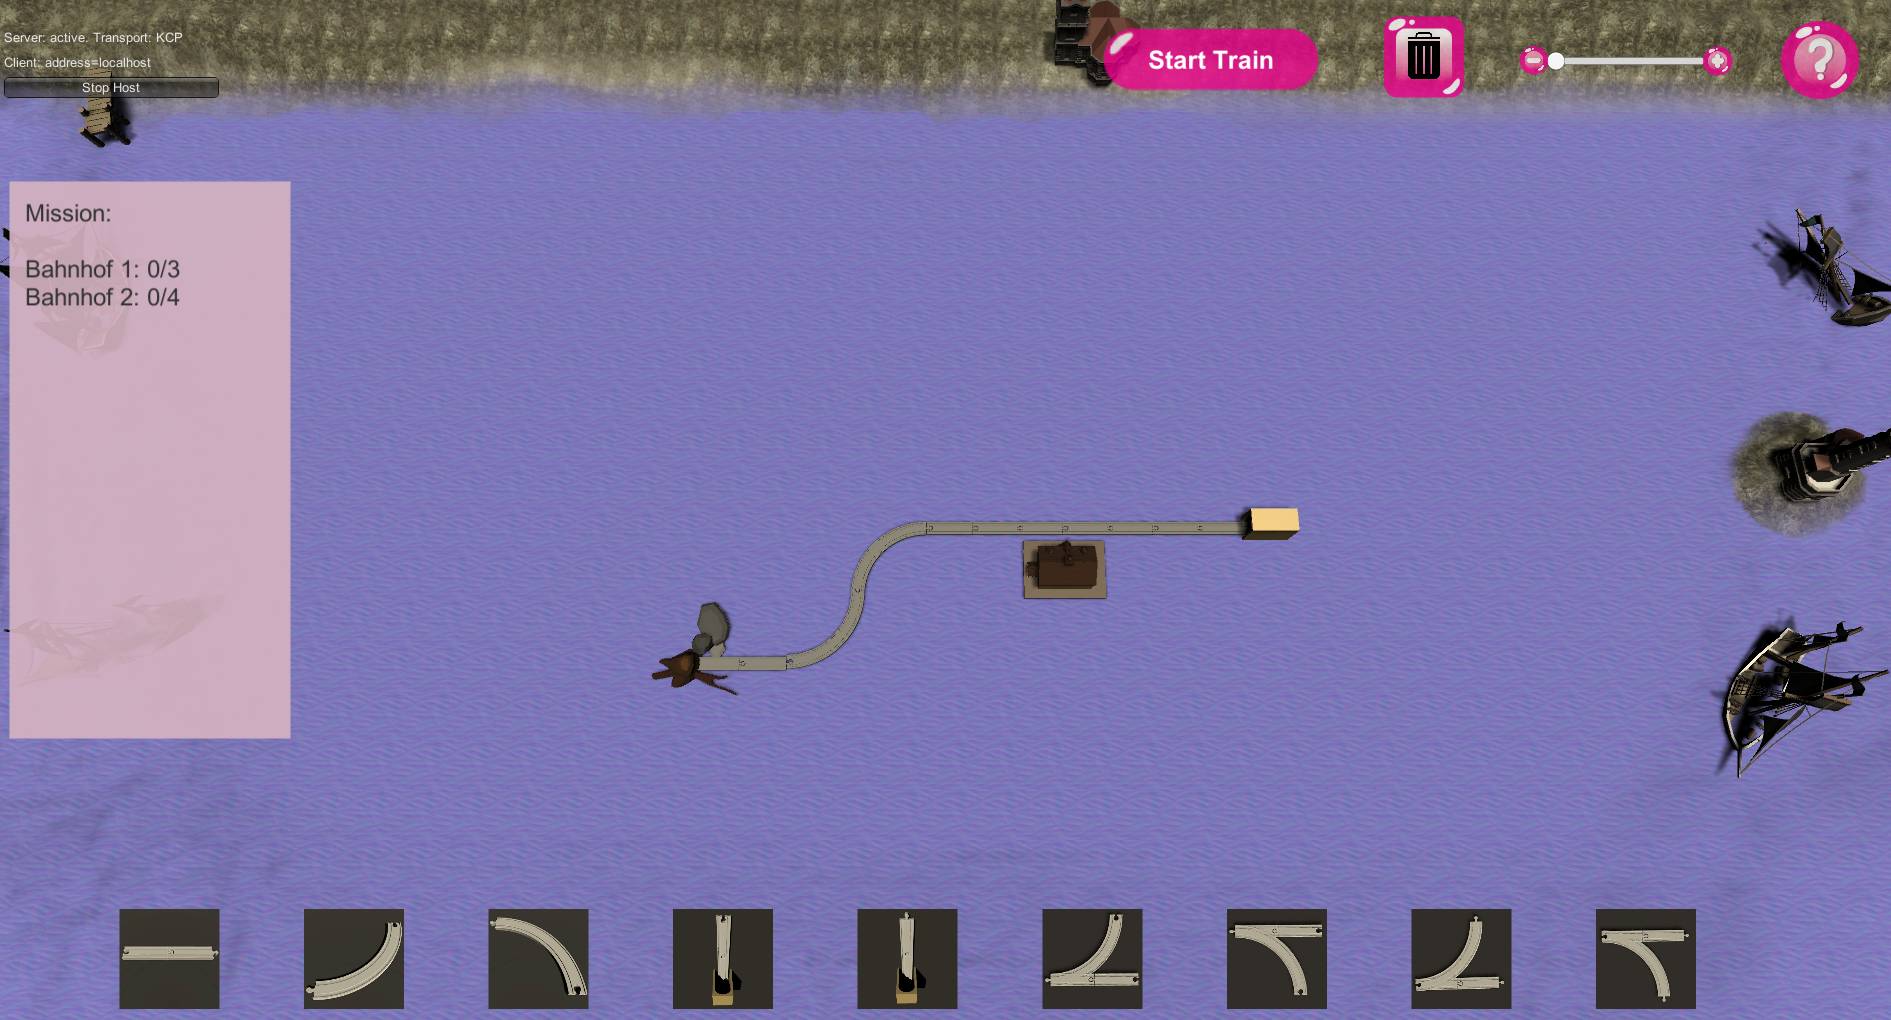 Server: active. Transport: KCP
Client: address=localhost
Stop Host
Start Train
?
Mission:
Bahnhof 1: 0/3
Bahnhof 2: 0/4